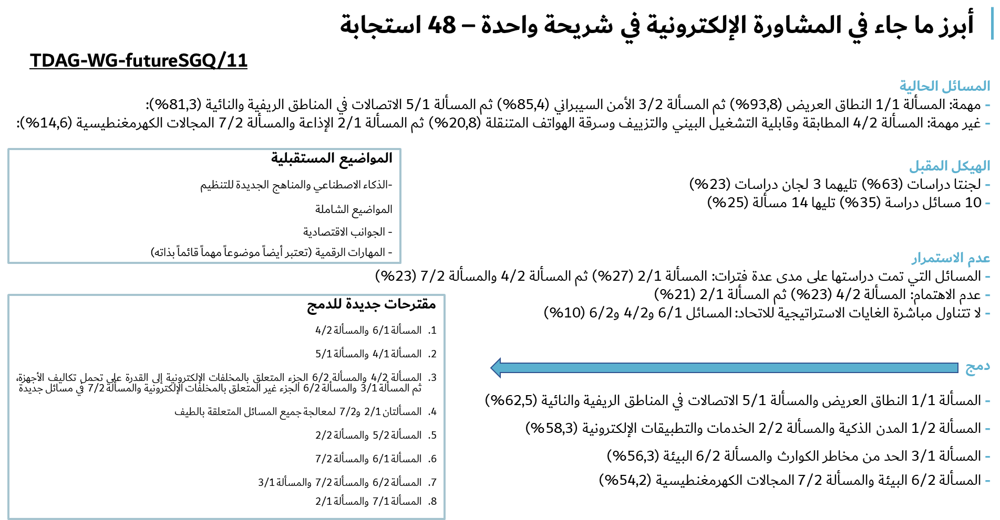 أبرز ما جاء في المشاورة الإلكترونية في شريحة واحدة – 48 استجابة
TDAG-WG-futureSGQ/11
المسائل الحالية
- مهمة: المسألة 1/1 النطاق العريض (93,8%) ثم المسألة 3/2 الأمن السيبراني (85,4%) ثم المسألة 5/1 الاتصالات في المناطق الريفية والنائية (81,3%):
- غير مهمة: المسألة 4/2 المطابقة وقابلية التشغيل البيني والتزييف وسرقة الهواتف المتنقلة (20,8%) ثم المسألة 2/1 الإذاعة والمسألة 7/2 المجالات الكهرمغنطيسية (14,6%):
الهيكل المقبل
- لجنتا دراسات (63%) تليهما 3 لجان دراسات (23%)
- 10 مسائل دراسة (35%) تليها 14 مسألة (25%)
المواضيع المستقبلية
-الذكاء الاصطناعي والمناهج الجديدة للتنظيم
المواضيع الشاملة
- الجوانب الاقتصادية
- المهارات الرقمية (تعتبر أيضاً موضوعاً مهماً قائماً بذاته)
عدم الاستمرار
- المسائل التي تمت دراستها على مدى عدة فترات: المسألة 2/1 (27%) ثم المسألة 4/2 والمسألة 7/2 (23%)
- عدم الاهتمام: المسألة 4/2 (23%) ثم المسألة 2/1 (21%)
- لا تتناول مباشرة الغايات الاستراتيجية للاتحاد: المسائل 6/1 و4/2 و6/2 (10%)
دمج
- المسألة 1/1 النطاق العريض والمسألة 5/1 الاتصالات في المناطق الريفية والنائية (62,5%)
- المسألة 1/2 المدن الذكية والمسألة 2/2 الخدمات والتطبيقات الإلكترونية (58,3%)
- المسألة 3/1 الحد من مخاطر الكوارث والمسألة 6/2 البيئة (56,3%)
- المسألة 6/2 البيئة والمسألة 7/2 المجالات الكهرمغنطيسية (54,2%)
مقترحات جديدة للدمج
1. المسألة 6/1 والمسألة 4/2
2. المسألة 4/1 والمسألة 5/1
3. المسألة 4/2 والمسألة 6/2 الجزء المتعلق بالمخلفات الإلكترونية إلى القدرة على تحمل تكاليف الأجهزة،
ثم المسألة 3/1 والمسألة 6/2 الجزء غير المتعلق بالمخلفات الإلكترونية والمسألة 7/2 في مسائل جديدة
4. المسألتان 2/1 و7/2 لمعالجة جميع المسائل المتعلقة بالطيف
5. المسألة 5/2 والمسألة 2/2
6. المسألة 6/1 والمسألة 7/2
7. المسألة 6/2 والمسألة 7/2 والمسألة 3/1
8. المسألة 7/1 والمسألة 2/1